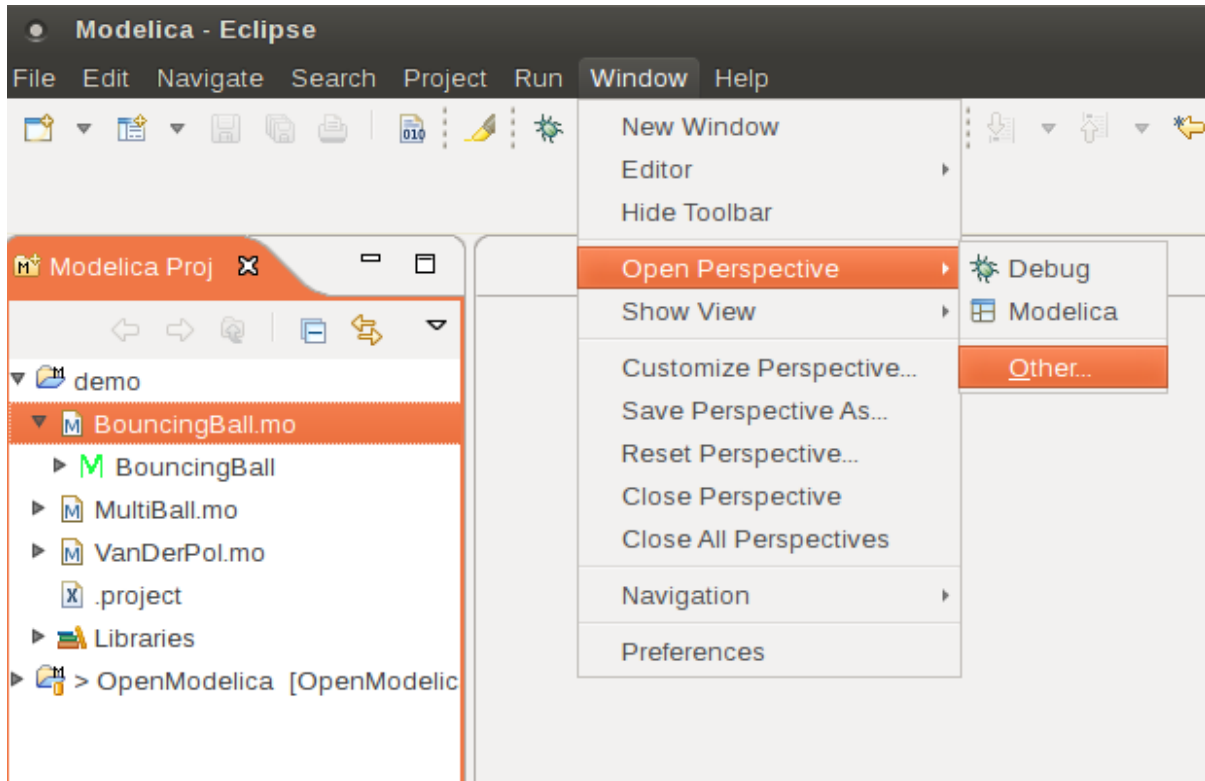 Modelica - Eclipse
File Edit Navigate Search Project Run Window Help
010
New Window
Editor
Hide Toolbar
Modelica Proj
Open Perspective
Debug
Show View
Modelica
Customize Perspective...
Other...
Save Perspective As...
Reset Perspective...
Close Perspective
Close All Perspectives
Navigation
Preferences
demo
BouncingBall.mo
BouncingBall
MultiBall.mo
VanDerPol.mo
.project
Libraries
> OpenModelica [OpenModelic